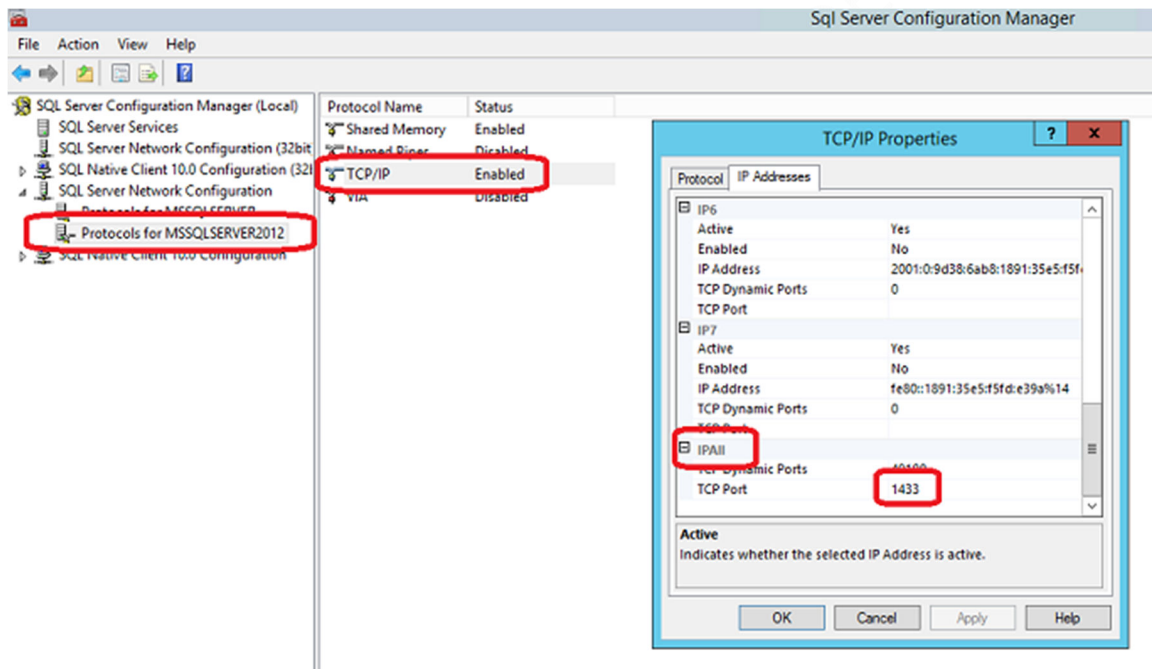 Sql Server Configuration Manager
File Action View Help
SQL Server Configuration Manager (Local)
SQL Server Services
SQL Server Network Configuration (32bit
SQL Native Client 10.0 Configuration (32
SQL Server Network Configuration
Protocols for MSSQLSERVER
Protocols for MSSQLSERVER2012
SQL Native Client 10.0 Configuration
Protocol Name Status
Shared Memory Enabled
Named Pipes Disabled
TCP/IP Enabled
VIA Disabled
TCP/IP Properties
? x
Protocol IP Addresses
IP6
Active Yes
Enabled No
IP Address 2001:0:9d38:6ab8:1891:35e5:f5f
TCP Dynamic Ports 0
TCP Port
IP7
Active Yes
Enabled No
IP Address fe80::1891:35e5:f5fd:e39a%14
TCP Dynamic Ports 0
TCP Port
IPAll
TCP Dynamic Ports
TCP Port 1433
Active
Indicates whether the selected IP Address is active.
OK Cancel Apply Help